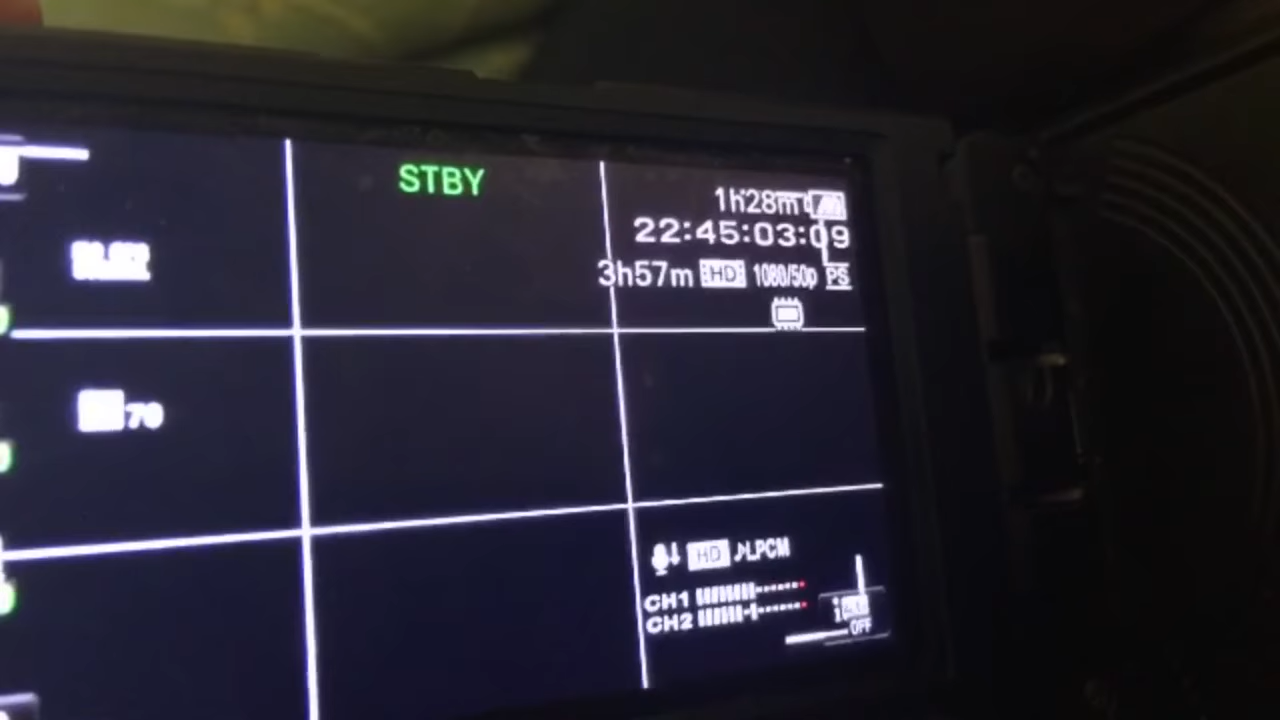 STBY
1h28m
22:45:03:09
3h57m HD 1080/50p PS
70
HD ♪LPCM
CH1
CH2
OFF